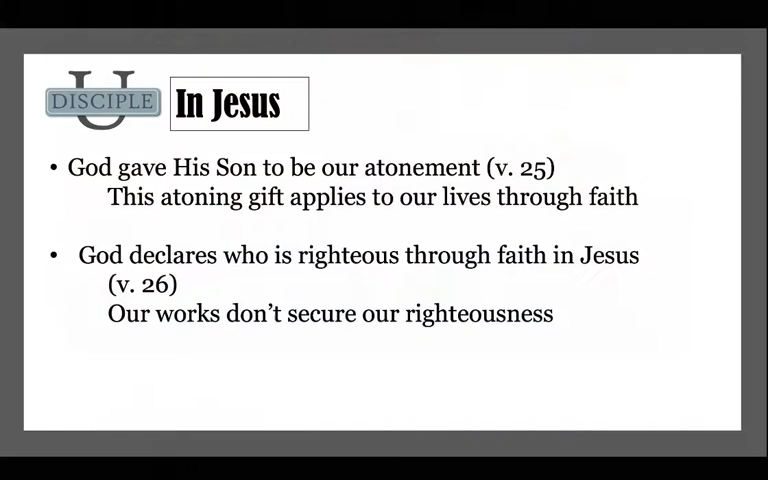 U
DISCIPLE
In Jesus
• God gave His Son to be our atonement (v. 25)
This atoning gift applies to our lives through faith
• God declares who is righteous through faith in Jesus
(v. 26)
Our works don’t secure our righteousness